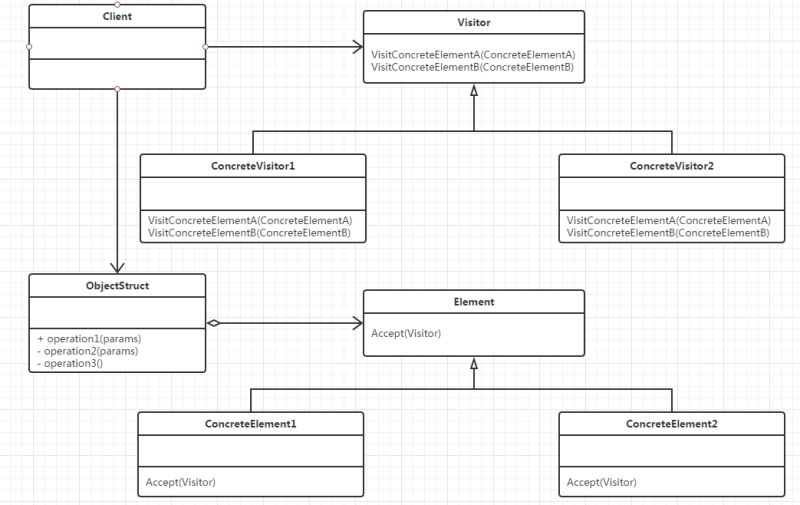 Client
Visitor
VisitConcreteElementA(ConcreteElementA)
VisitConcreteElementB(ConcreteElementB)
ConcreteVisitor1
VisitConcreteElementA(ConcreteElementA)
VisitConcreteElementB(ConcreteElementB)
ConcreteVisitor2
VisitConcreteElementA(ConcreteElementA)
VisitConcreteElementB(ConcreteElementB)
ObjectStruct
+ operation1(params)
- operation2(params)
- operation3()
Element
Accept(Visitor)
ConcreteElement1
Accept(Visitor)
ConcreteElement2
Accept(Visitor)